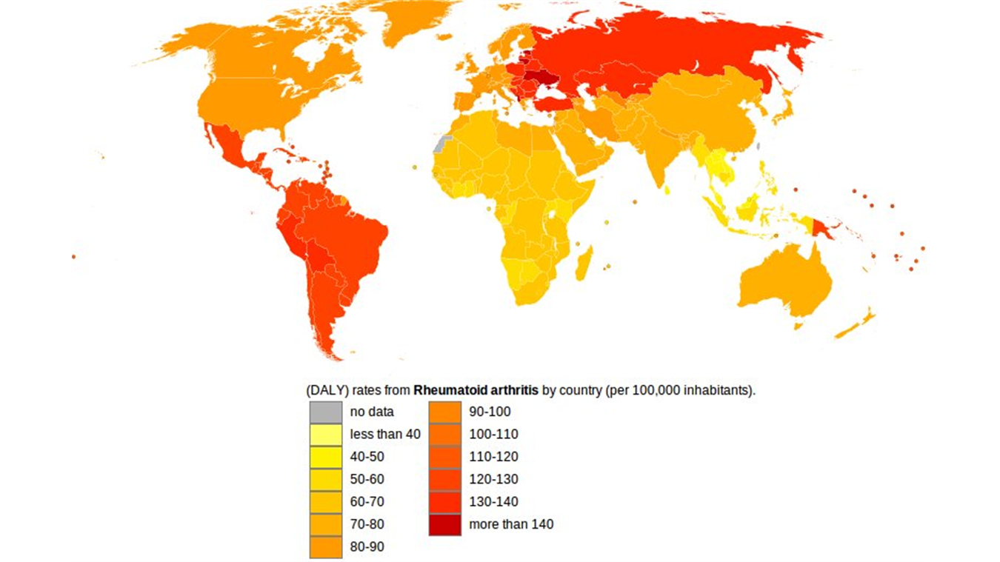 (DALY) rates from Rheumatoid arthritis by country (per 100,000 inhabitants).
no data
less than 40
40-50
50-60
60-70
70-80
80-90
90-100
100-110
110-120
120-130
130-140
more than 140